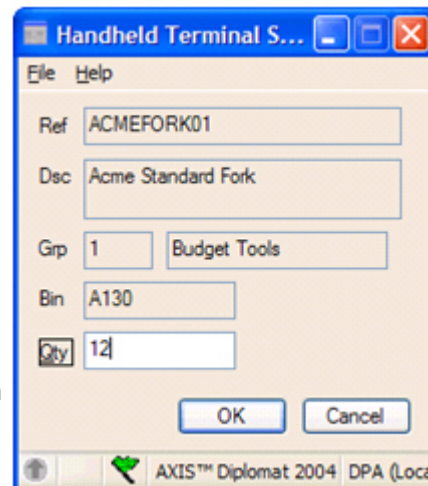 Handheld Terminal S...
File Help
Ref ACMEFORK01
Dsc Acme Standard Fork
Grp 1 Budget Tools
Bin A130
Qty 12
OK Cancel
AXIS™ Diplomat 2004 DPA (Loca